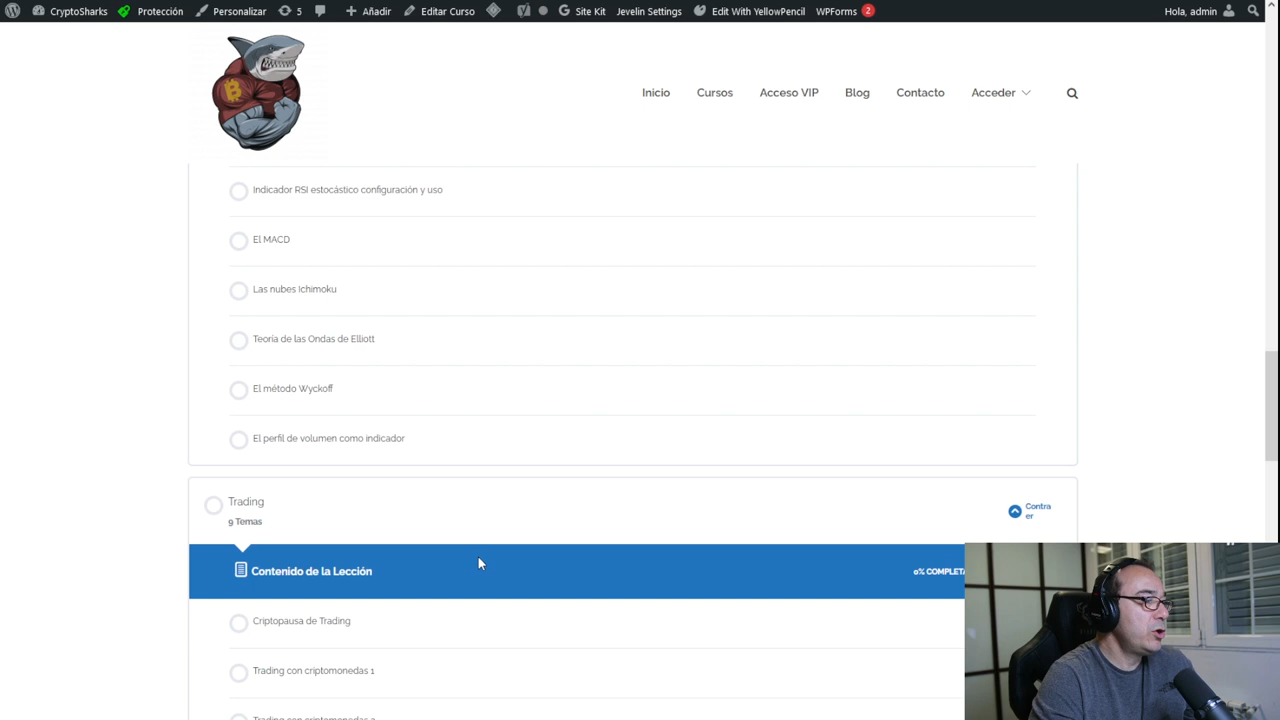 CryptoSharks Protección Personalizar 5 Añadir Editar Curso Site Kit Jevelin Settings Edit With YellowPencil WPForms 2 Hola, admin
Inicio Cursos Acceso VIP Blog Contacto Acceder
Indicador RSI estocástico configuración y uso
El MACD
Las nubes Ichimoku
Teoría de las Ondas de Elliott
El método Wyckoff
El perfil de volumen como indicador
Trading
9 Temas
Contra
er
Contenido de la Lección
0%
Criptopausa de Trading
Trading con criptomonedas 1
Trading con criptomonedas